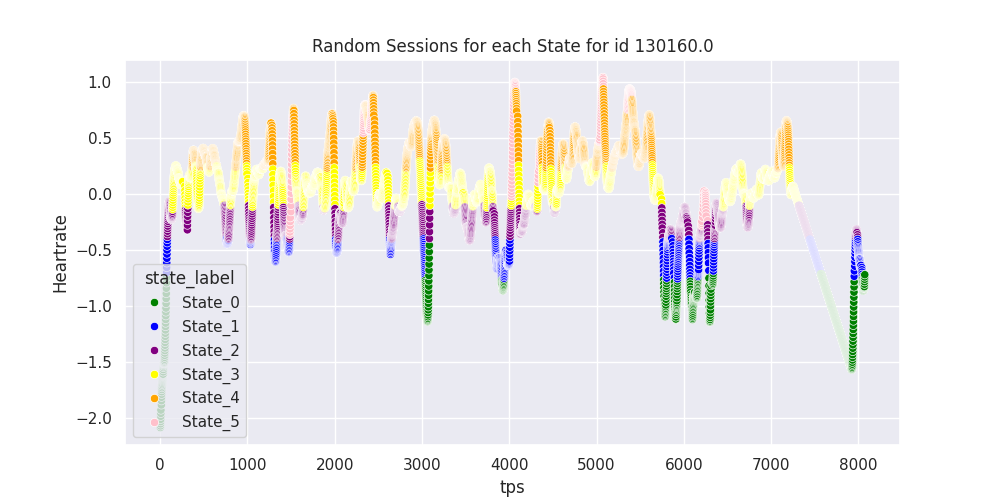 Random Sessions for each State for id 130160.0
Heartrate
1.0
0.5
0.0
−0.5
−1.0
−1.5
−2.0
state_label
State_0
State_1
State_2
State_3
State_4
State_5
0 1000 2000 3000 4000 5000 6000 7000 8000
tps